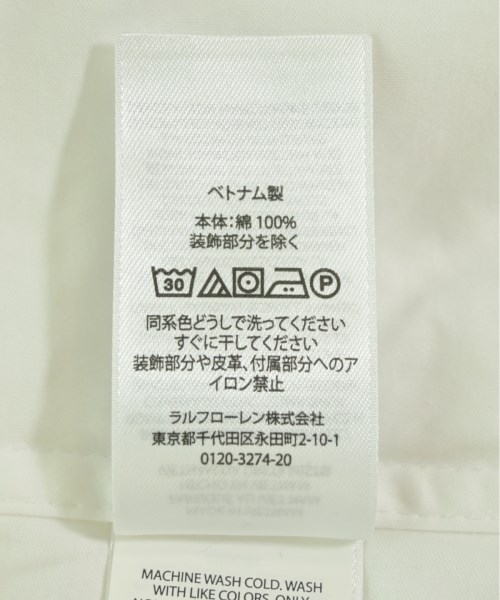 ベトナム製
本体：綿 100%
装飾部分を除く
30 P
同系色どうしで洗ってください
すぐに干してください
装飾部分や皮革、付属部分へのア
イロン禁止
ラルフローレン株式会社
東京都千代田区永田町2-10-1
0120-3274-20
MACHINE WASH COLD. WASH
WITH LIKE COLORS. ONLY